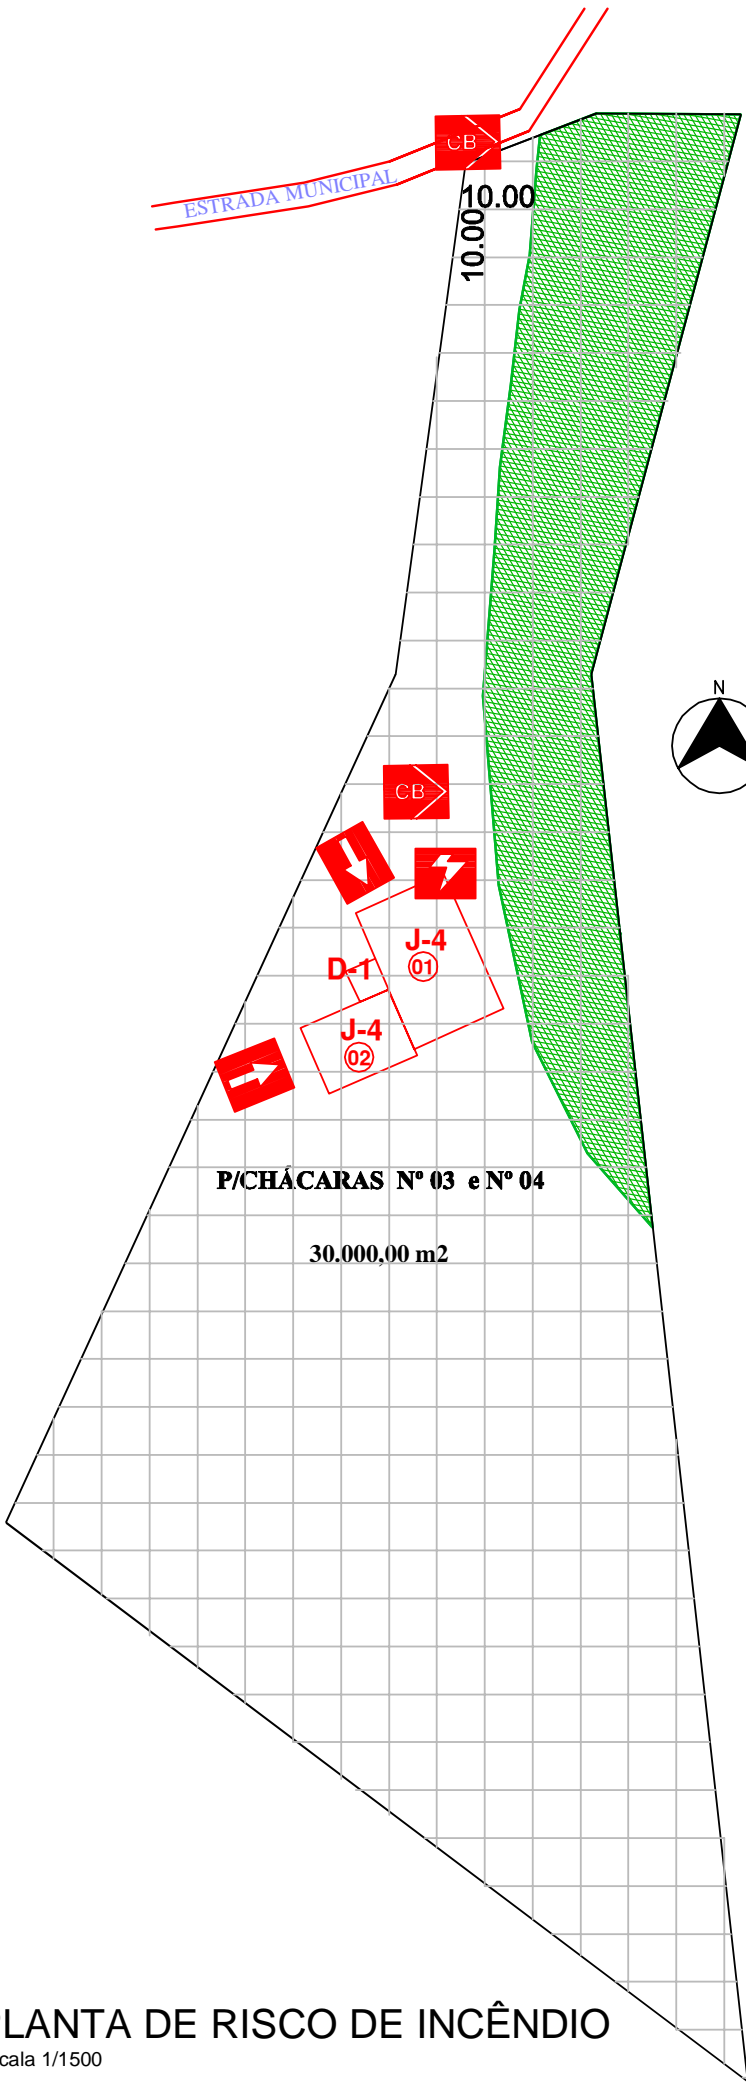 CB
ESTRADA MUNICIPAL
10.00
10.00
N
CB
J-4
01
D-1
J-4
02
P/CHÁCARAS Nº 03 e Nº 04
30.000,00 m2
LANTA DE RISCO DE INCÊNDIO
cala 1/1500